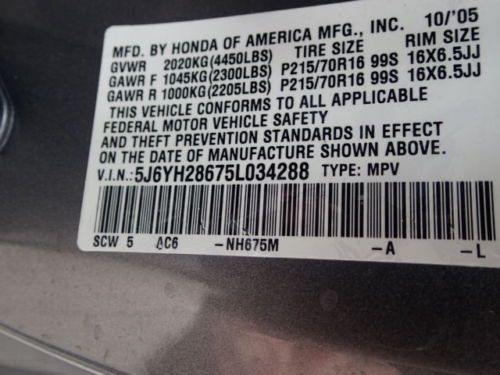 MFD. BY HONDA OF AMERICA MFG., INC. 10/'05
GVWR 2020KG(4450LBS) TIRE SIZE RIM SIZE
GAWR F 1045KG(2300LBS) P215/70R16 99S 16X6.5JJ
GAWR R 1000KG(2205LBS) P215/70R16 99S 16X6.5JJ
THIS VEHICLE CONFORMS TO ALL APPLICABLE
FEDERAL MOTOR VEHICLE SAFETY
AND THEFT PREVENTION STANDARDS IN EFFECT
ON THE DATE OF MANUFACTURE SHOWN ABOVE.
V.I.N.: 5J6YH28675L034288 TYPE: MPV
SCW 5 AC6 -NH675M -A -L